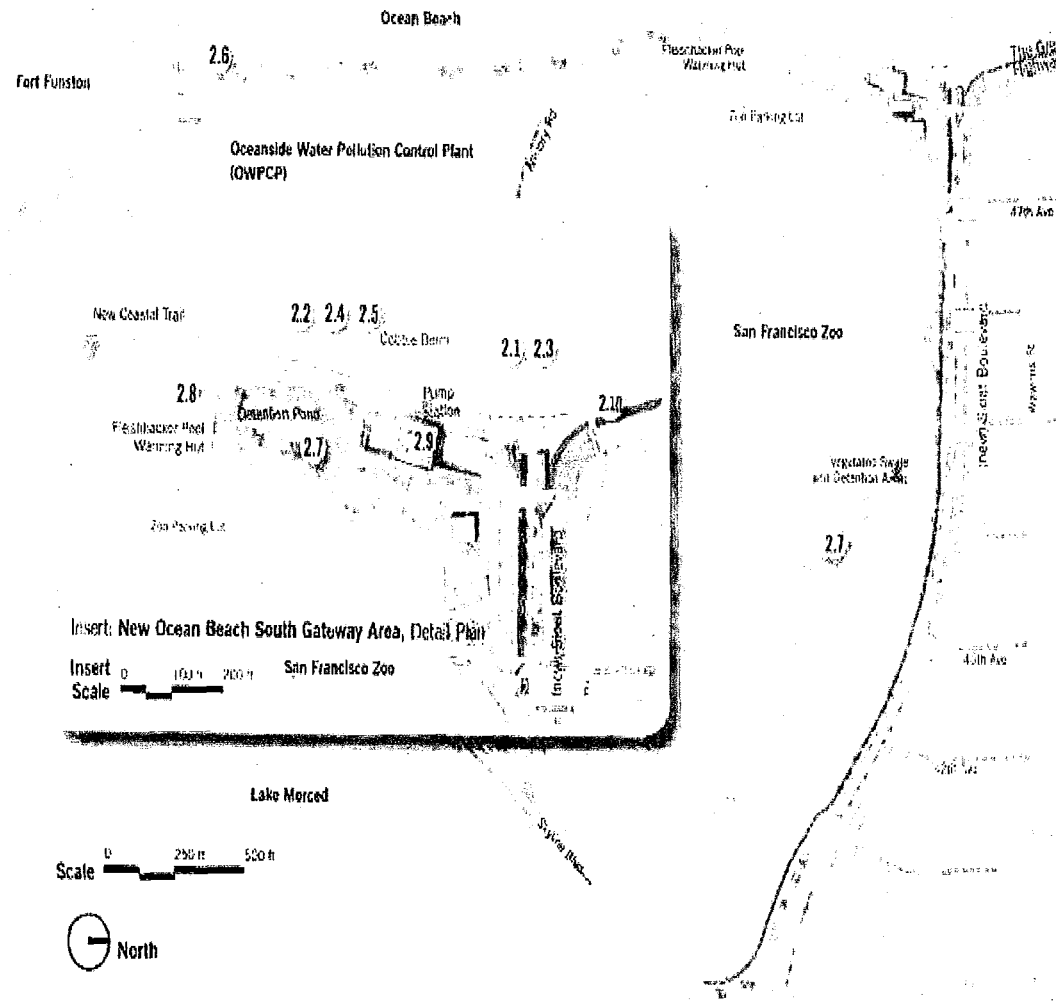 Ocean Beach
2.6
Fleishhacker Pool
Warming Hut
Fort Funston
Zoo Parking Lot
Oceanside Water Pollution Control Plant
(OWPCP)
47th Ave
New Coastal Trail
2.2 2.4 2.5
Cobble Berm
2.1 2.3
San Francisco Zoo
2.8
Pump
Station
2.10
Detention Pond
Fleishhacker Pool
Warming Hut
2.7
2.9
Vegetated Swale
and Detention Areas
Zoo Parking Lot
2.7
Insert: New Ocean Beach South Gateway Area, Detail Plan
Insert
Scale
0 100 ft 200 ft
San Francisco Zoo
45th Ave
Lake Merced
Skyline Blvd
Scale
0 250 ft 500 ft
North